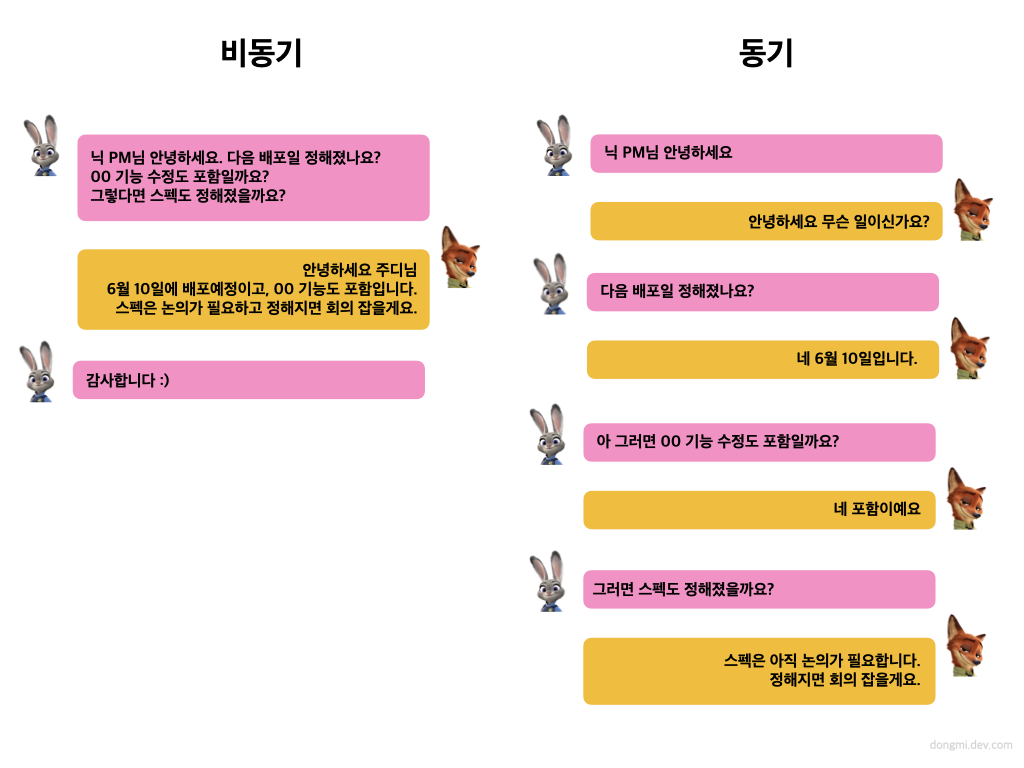 비동기
닉 PM님 안녕하세요. 다음 배포일 정해졌나요?
00 기능 수정도 포함일까요?
그렇다면 스펙도 정해졌을까요?
안녕하세요 주디님
6월 10일에 배포예정이고, 00 기능도 포함입니다.
스펙은 논의가 필요하고 정해지면 회의 잡을게요.
감사합니다 :)
동기
닉 PM님 안녕하세요
안녕하세요 무슨 일이신가요?
다음 배포일 정해졌나요?
네 6월 10일입니다.
아 그러면 00 기능 수정도 포함일까요?
네 포함이예요
그러면 스펙도 정해졌을까요?
스펙은 아직 논의가 필요합니다.
정해지면 회의 잡을게요.
dongmi.dev.com